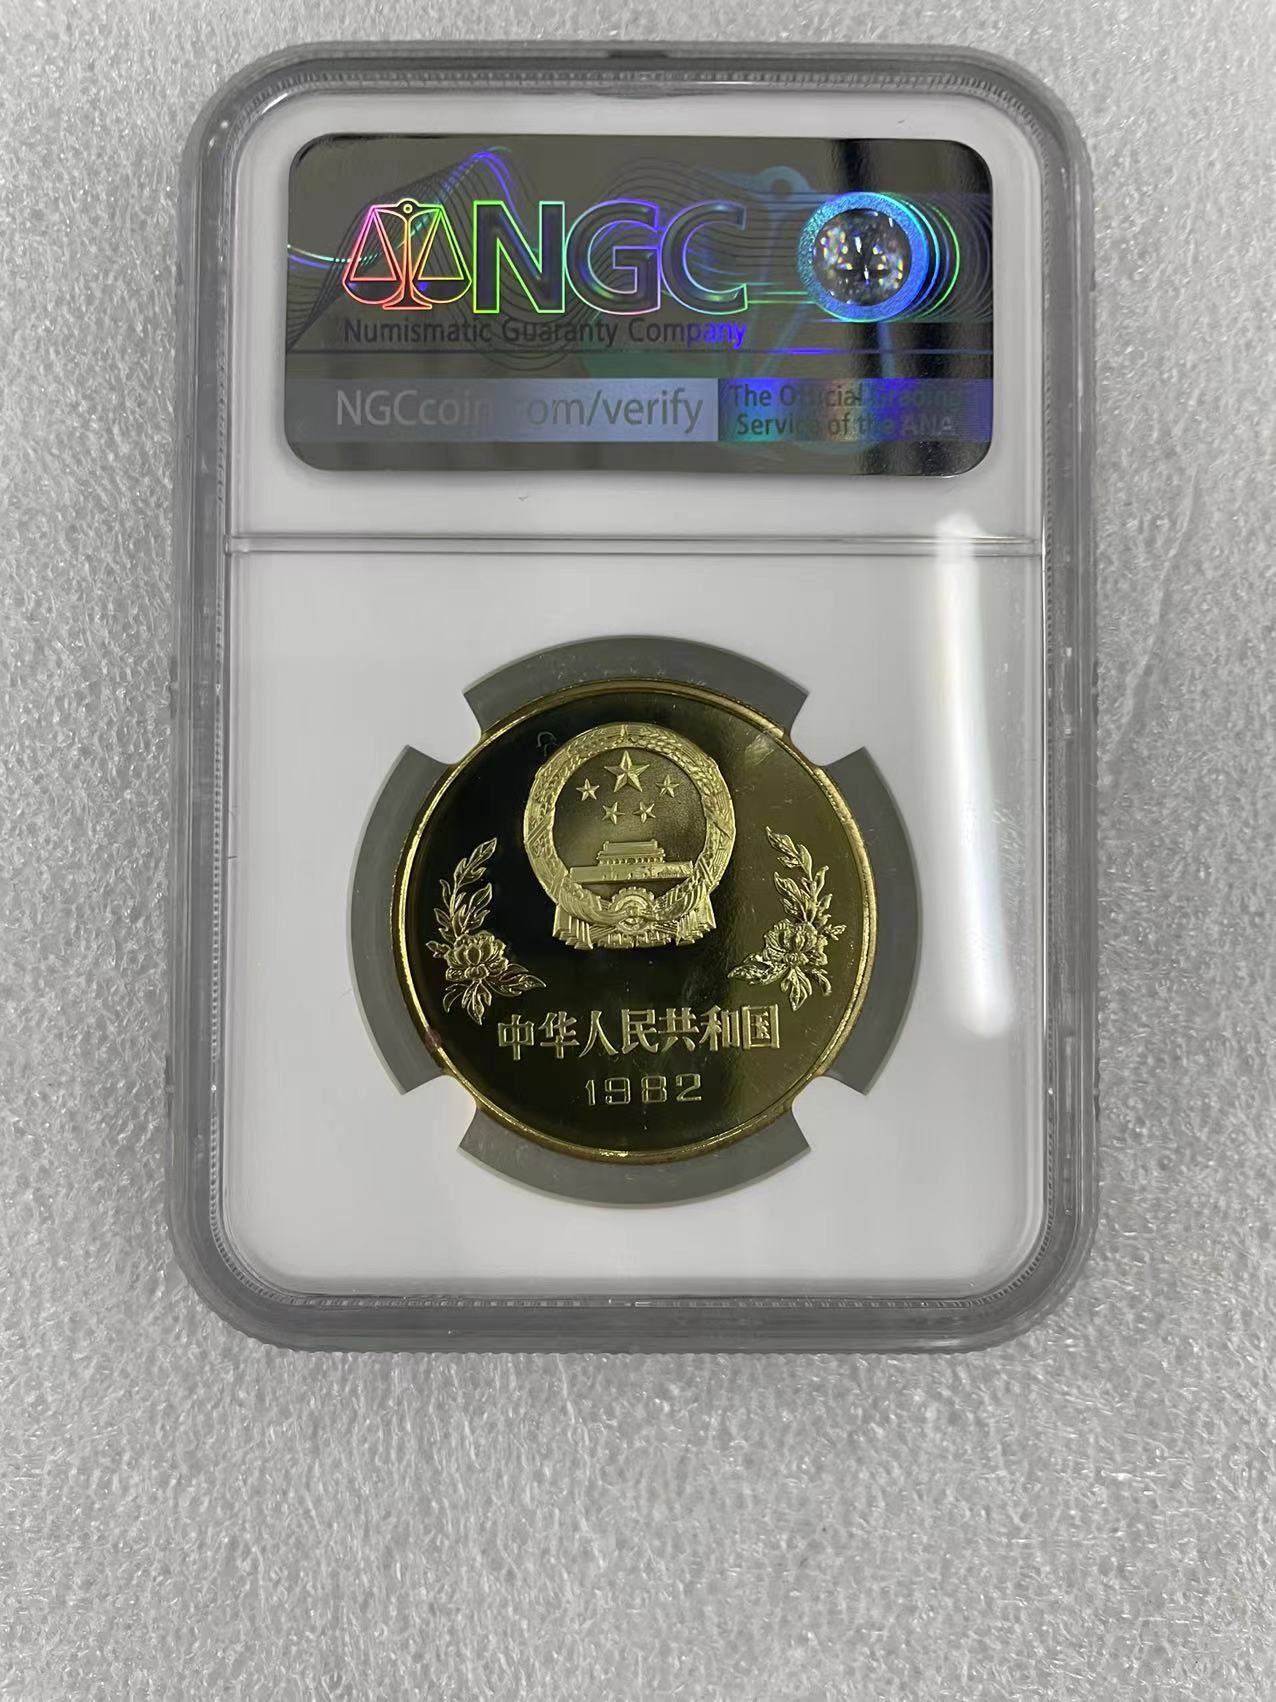 NGC
Numismatic Guaranty Company
NGCcoin.com/verify
The Official Grading
Service of the ANA
中华人民共和国
1982